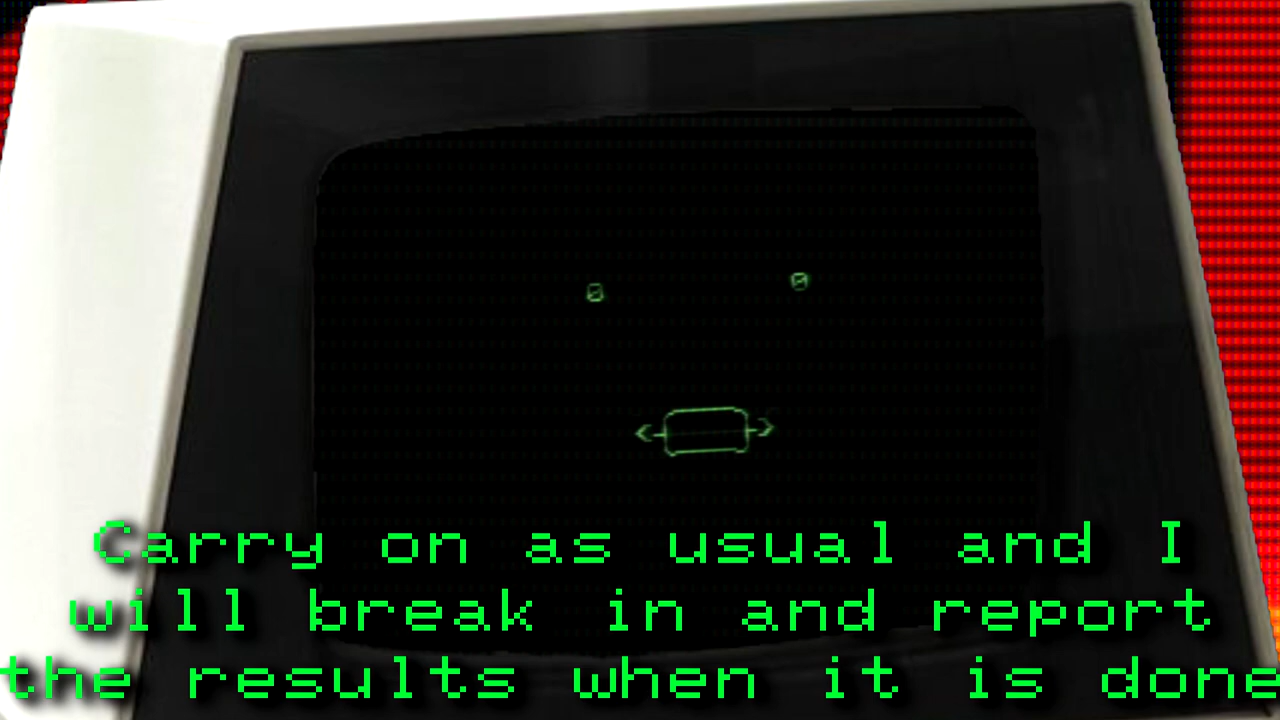 Carry on as usual and I
will break in and report
the results when it is done